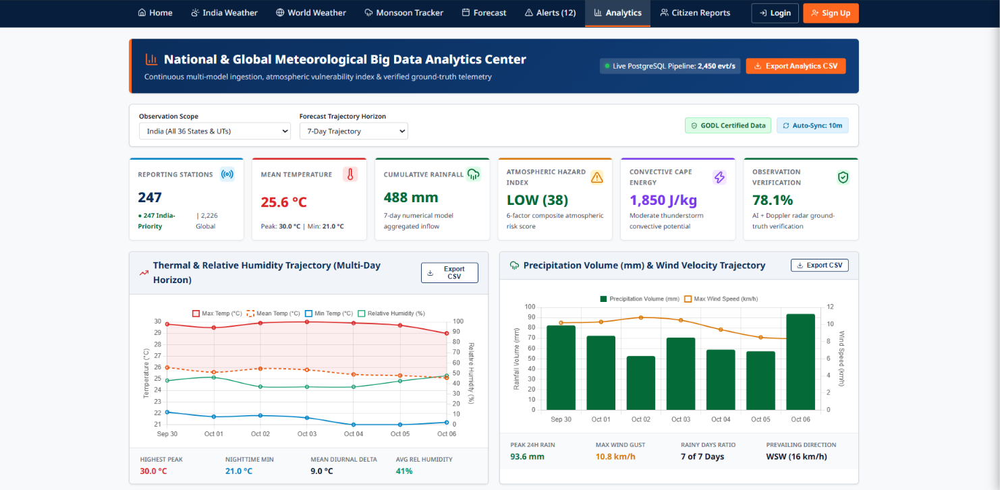 Home
India Weather
World Weather
Monsoon Tracker
Forecast
Alerts (12)
Analytics
Citizen Reports
Login
Sign Up
National & Global Meteorological Big Data Analytics Center
Continuous multi-model ingestion, atmospheric vulnerability index & verified ground-truth telemetry
Live PostgreSQL Pipeline: 2,450 evt/s
Export Analytics CSV
Observation Scope
India (All 36 States & UTs)
Forecast Trajectory Horizon
7-Day Trajectory
GODL Certified Data
Auto-Sync: 10m
REPORTING STATIONS
247
● 247 India-
Priority
| 2,226
Global
MEAN TEMPERATURE
25.6 °C
Peak: 30.0 °C | Min: 21.0 °C
CUMULATIVE RAINFALL
488 mm
7-day numerical model
aggregated inflow
ATMOSPHERIC HAZARD
INDEX
LOW (38)
6-factor composite atmospheric
risk score
CONVECTIVE CAPE
ENERGY
1,850 J/kg
Moderate thunderstorm
convective potential
OBSERVATION
VERIFICATION
78.1%
AI + Doppler radar ground-
truth verification
Thermal & Relative Humidity Trajectory (Multi-Day
Horizon)
Export
CSV
Max Temp (°C)
Mean Temp (°C)
Min Temp (°C)
Relative Humidity (%)
Temperature (°C)
30
29
28
27
26
25
24
23
22
21
100
90
80
70
60
50
40
30
20
10
0
Relative Humidity (%)
Sep 30
Oct 01
Oct 02
Oct 03
Oct 04
Oct 05
Oct 06
HIGHEST PEAK
30.0 °C
NIGHTTIME MIN
21.0 °C
MEAN DIURNAL DELTA
9.0 °C
AVG REL HUMIDITY
41%
Precipitation Volume (mm) & Wind Velocity Trajectory
Export CSV
Precipitation Volume (mm)
Max Wind Speed (km/h)
Rainfall Volume (mm)
100
90
80
70
60
50
40
30
20
10
0
12
10
8
6
4
2
0
Wind Speed (km/h)
Sep 30
Oct 01
Oct 02
Oct 03
Oct 04
Oct 05
Oct 06
PEAK 24H RAIN
93.6 mm
MAX WIND GUST
10.8 km/h
RAINY DAYS RATIO
7 of 7 Days
PREVAILING DIRECTION
WSW (16 km/h)